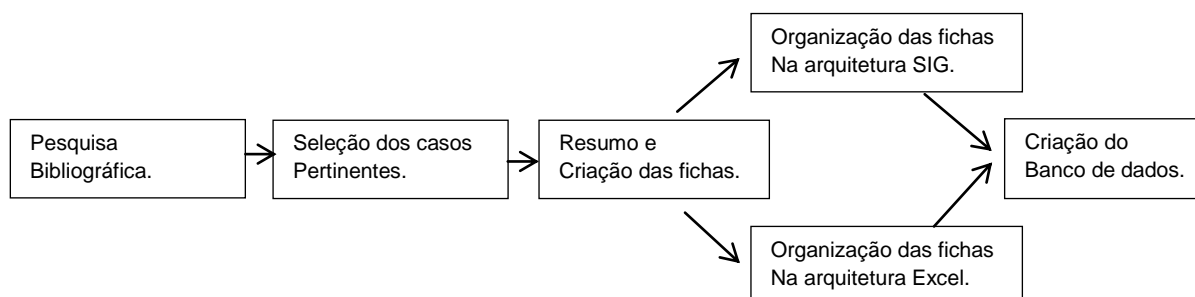 Pesquisa
Bibliográfica.
Seleção dos casos
Pertinentes.
Resumo e
Criação das fichas.
Organização das fichas
Na arquitetura SIG.
Organização das fichas
Na arquitetura Excel.
Criação do
Banco de dados.